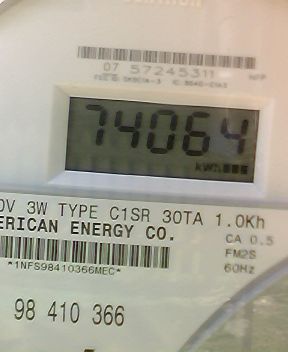 07 57245311
74064
kWh
0V 3W TYPE C1SR 30TA 1.0Kh
ERICAN ENERGY CO.
CA 0.5
FM2S
60Hz
*1NFS98410366MEC*
98 410 366